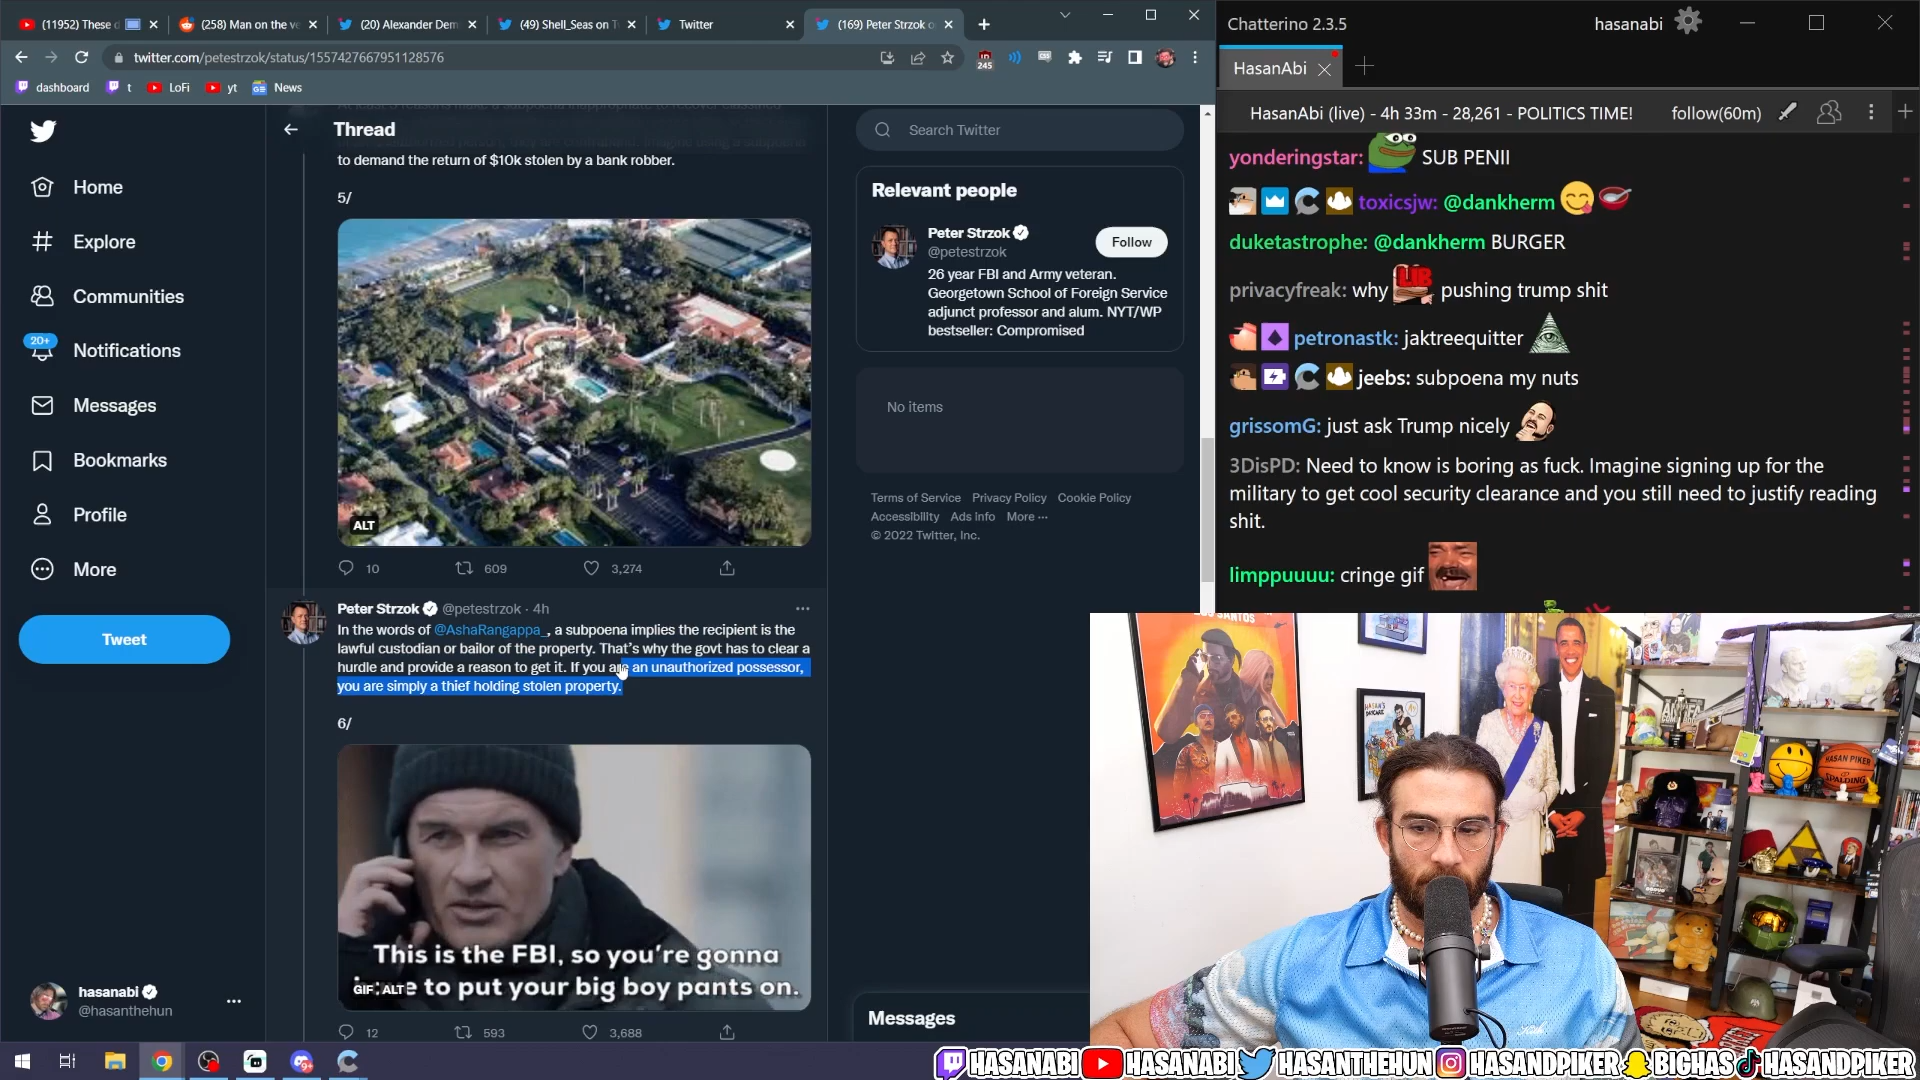 (11952) These d
(258) Man on the ve
(20) Alexander Dem
(49) Shell_Seas on T
Twitter
(169) Peter Strzok o
twitter.com/petestrzok/status/1557427667951128576
245
dashboard
t
LoFi
yt
News
Thread
Home
Explore
Communities
20+
Notifications
Messages
Bookmarks
Profile
More
Tweet
hasanabi
@hasanthehun
to demand the return of $10k stolen by a bank robber.
5/
ALT
10
609
3,274
Peter Strzok @petestrzok · 4h
In the words of @AshaRangappa_, a subpoena implies the recipient is the
lawful custodian or bailor of the property. That's why the govt has to clear a
hurdle and provide a reason to get it. If you are an unauthorized possessor,
you are simply a thief holding stolen property.
6/
This is the FBI, so you're gonna
GIF ALT
e to put your big boy pants on.
12
593
3,688
Search Twitter
Relevant people
Peter Strzok
@petestrzok
Follow
26 year FBI and Army veteran.
Georgetown School of Foreign Service
adjunct professor and alum. NYT/WP
bestseller: Compromised
No items
Terms of Service Privacy Policy Cookie Policy
Accessibility Ads info More ···
© 2022 Twitter, Inc.
Messages
Chatterino 2.3.5
hasanabi
HasanAbi
HasanAbi (live) - 4h 33m - 28,261 - POLITICS TIME!
follow(60m)
yonderingstar: SUB PENII
toxicsjw: @dankherm
duketastrophe: @dankherm BURGER
privacyfreak: why LIB pushing trump shit
petronastk: jaktreequitter
jeebs: subpoena my nuts
grissomG: just ask Trump nicely
3DisPD: Need to know is boring as fuck. Imagine signing up for the
military to get cool security clearance and you still need to justify reading
shit.
limppuuuu: cringe gif
HASAN PIKER
SPALDING
HASANABI HASANABI HASANTHEHUN HASANDPIKER BIGHAS HASANDPIKER